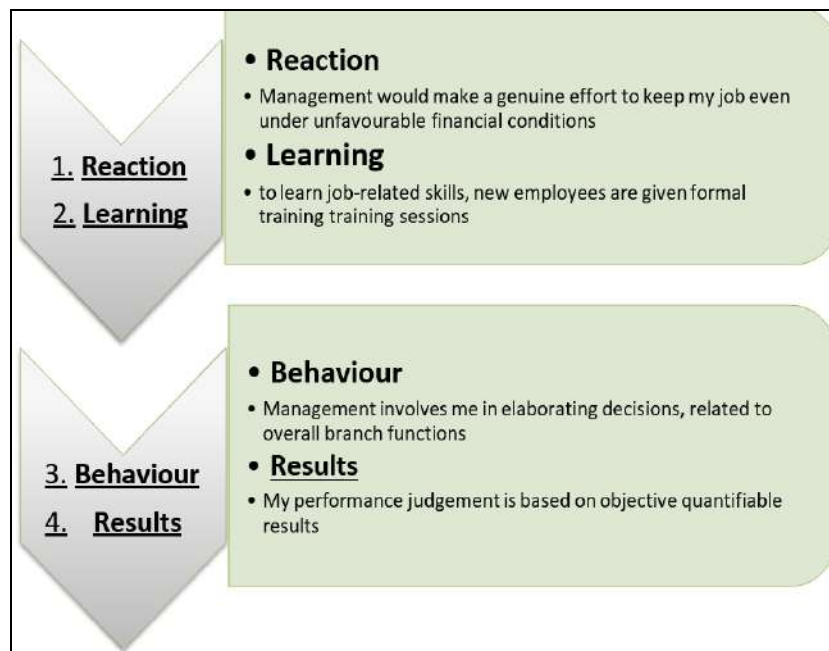 1. Reaction
2. Learning
• Reaction
• Management would make a genuine effort to keep my job even
under unfavourable financial conditions
• Learning
• to learn job-related skills, new employees are given formal
training training sessions
3. Behaviour
4. Results
• Behaviour
• Management involves me in elaborating decisions, related to
overall branch functions
• Results
• My performance judgement is based on objective quantifiable
results